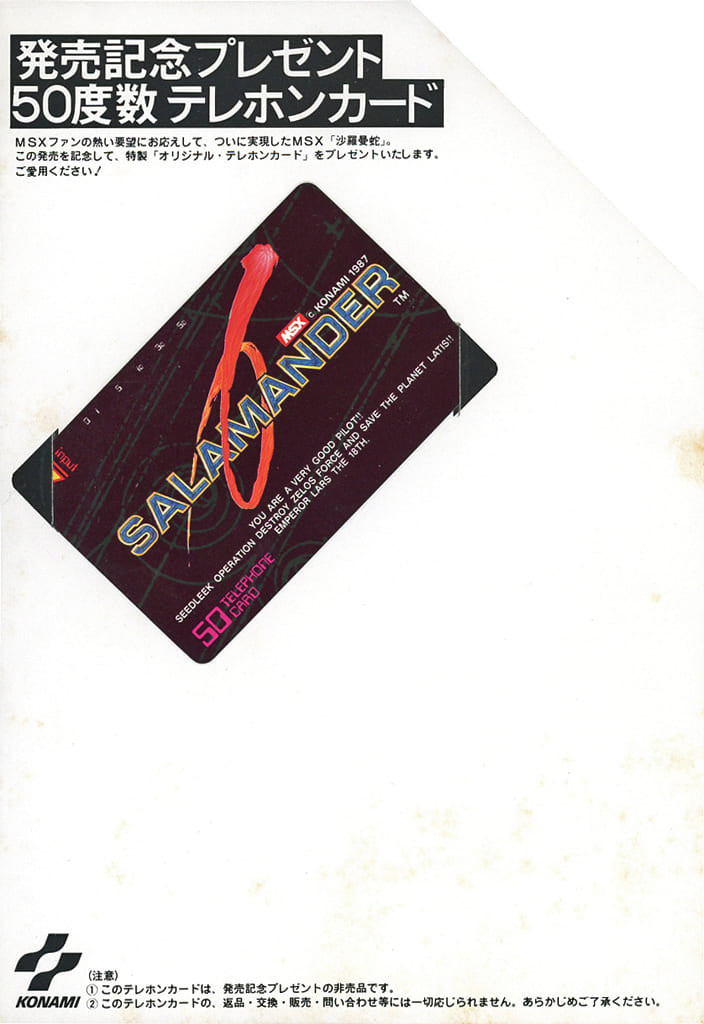 発売記念プレゼント
50度数 テレホンカード
MSXファンの熱い要望にお応えして、ついに実現したMSX「沙羅曼蛇」。
この発売を記念して、特製「オリジナル・テレホンカード」をプレゼントいたします。
ご愛用ください!
MSX © KONAMI 1987
SALAMANDER TM
YOU ARE A VERY GOOD PILOT!!
SEEDLEEK OPERATION DESTROY ZELOS FORCE AND SAVE THE PLANET LATIS!!
EMPEROR LARS THE 18TH.
input
50 TELEPHONE
CARD
KONAMI
(注意)
① このテレホンカードは、発売記念プレゼントの非売品です。
② このテレホンカードの、返品・交換・販売・問い合わせ等には一切応じられません。あらかじめご了承ください。